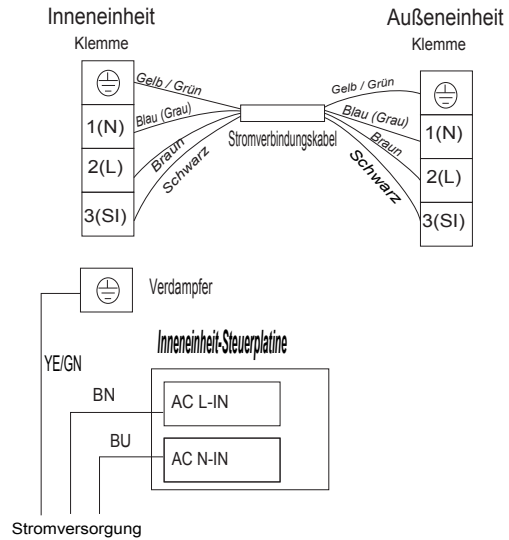 Inneneinheit
Außeneinheit
Klemme
Klemme
Gelb / Grün
Gelb / Grün
1(N)
Blau (Grau)
Blau (Grau)
1(N)
Stromverbindungskabel
2(L)
Braun
Braun
2(L)
3(SI)
Schwarz
Schwarz
3(SI)
Verdampfer
YE/GN
Inneneinheit-Steuerplatine
BN
AC L-IN
BU
AC N-IN
Stromversorgung